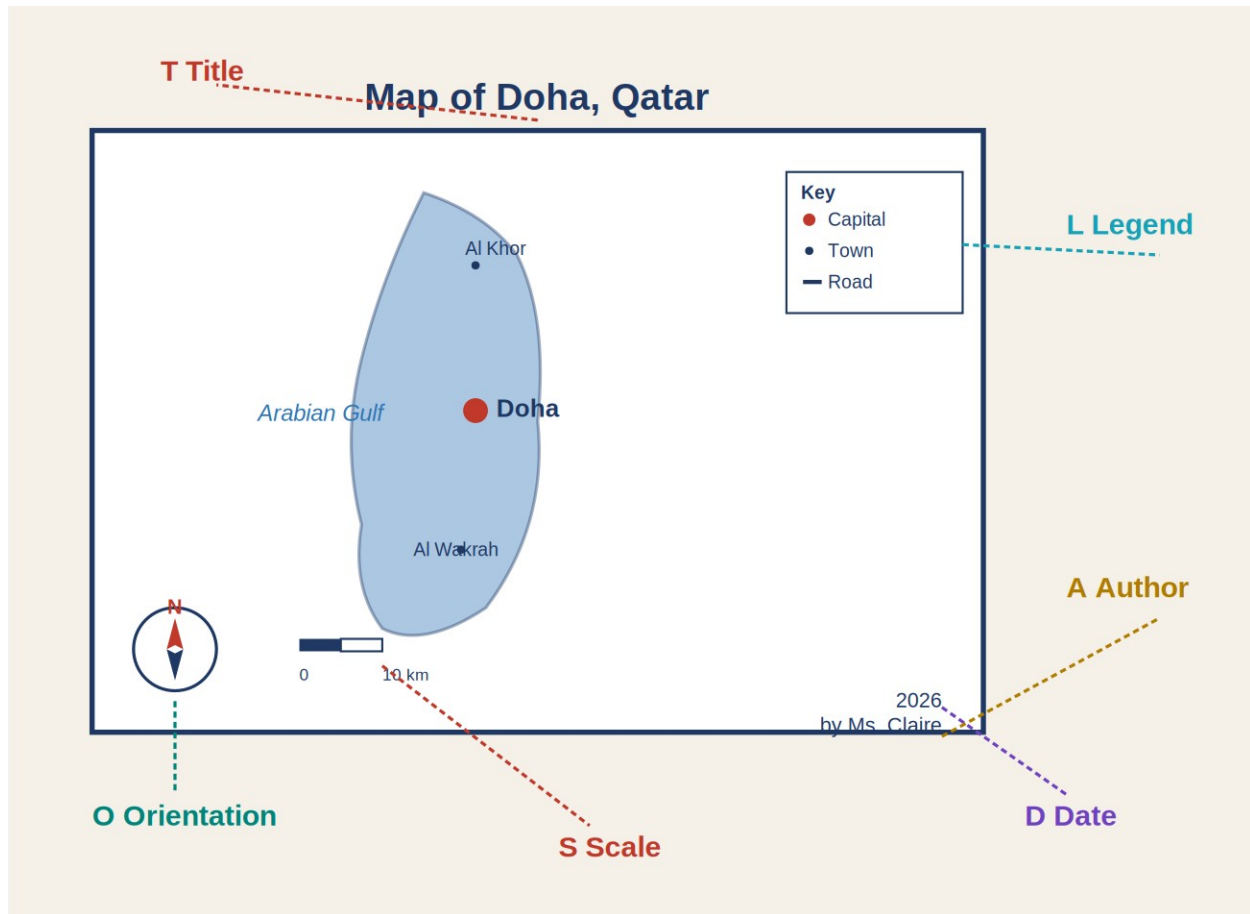 T Title
Map of Doha, Qatar
Key
Capital
Town
Road
L Legend
Al Khor
Arabian Gulf
Doha
Al Wakrah
A Author
N
0
10 km
2026
by Ms. Claire
O Orientation
D Date
S Scale